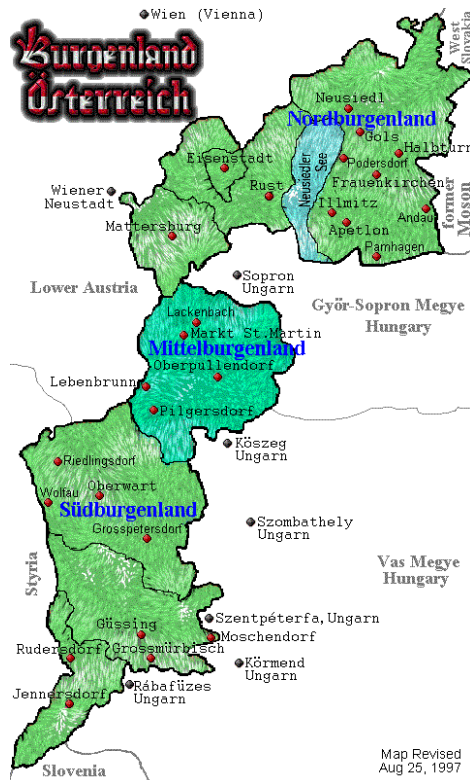 Wien (Vienna)
Burgenland
Österreich
West
Slovakia
Neusiedl
Nordburgenland
Gols
Halbturn
Eisenstadt
Podersdorf
Neusiedler
See
Frauenkirchen
Wiener
Neustadt
Rust
Illmitz
Andau
former
Moson
Mattersburg
Apetlon
Pamhagen
Sopron
Ungarn
Lower Austria
Györ-Sopron Megye
Hungary
Lackenbach
Markt St.Martin
Mittelburgenland
Oberpullendorf
Lebenbrunn
Pilgersdorf
Köszeg
Ungarn
Riedlingsdorf
Oberwart
Woltau
Südburgenland
Szombathely
Ungarn
Grosspetersdorf
Styria
Vas Megye
Hungary
Güssing
Szentpéterfa, Ungarn
Moschendorf
Rudersdorf
Grossmürbisch
Körmend
Ungarn
Jennersdorf
Rábafüzes
Ungarn
Slovenia
Map Revised
Aug 25, 1997